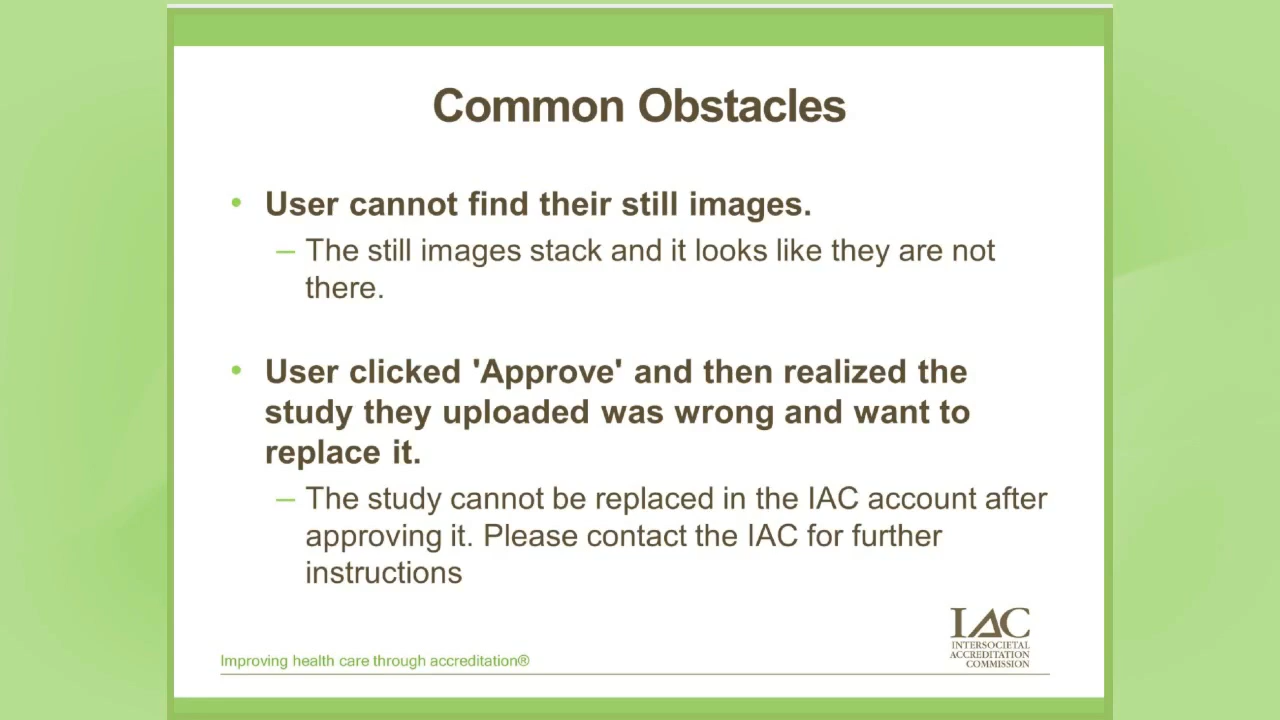 Common Obstacles
• User cannot find their still images.
– The still images stack and it looks like they are not
there.
• User clicked 'Approve' and then realized the
study they uploaded was wrong and want to
replace it.
– The study cannot be replaced in the IAC account after
approving it. Please contact the IAC for further
instructions
IAC
INTERSOCIETAL
ACCREDITATION
COMMISSION
Improving health care through accreditation®